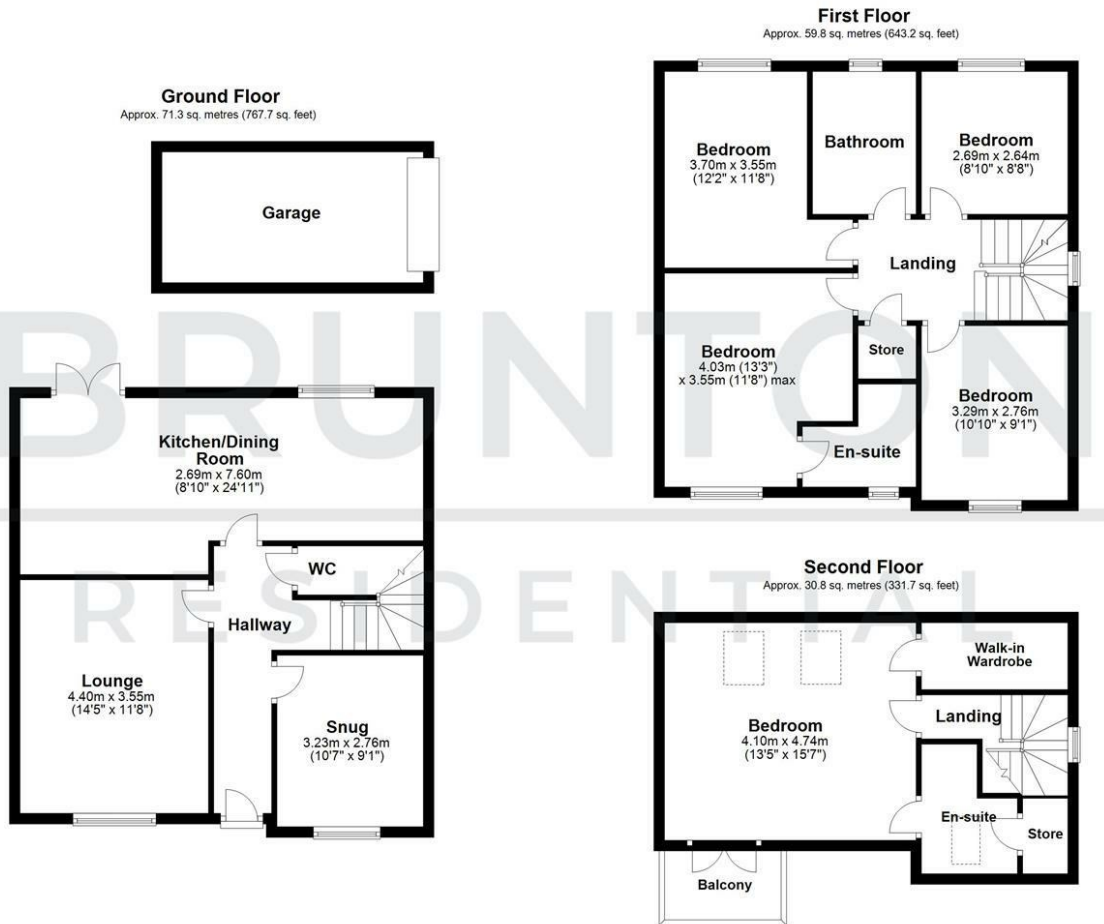 Ground Floor
Approx. 71.3 sq. metres (767.7 sq. feet)
Garage
Kitchen/Dining
Room
2.69m x 7.60m
(8'10" x 24'11")
WC
Hallway
Lounge
4.40m x 3.55m
(14'5" x 11'8")
Snug
3.23m x 2.76m
(10'7" x 9'1")
First Floor
Approx. 59.8 sq. metres (643.2 sq. feet)
Bedroom
3.70m x 3.55m
(12'2" x 11'8")
Bathroom
Bedroom
2.69m x 2.64m
(8'10" x 8'8")
Landing
Bedroom
4.03m (13'3")
x 3.55m (11'8") max
Store
Bedroom
3.29m x 2.76m
(10'10" x 9'1")
En-suite
Second Floor
Approx. 30.8 sq. metres (331.7 sq. feet)
Walk-in
Wardrobe
Bedroom
4.10m x 4.74m
(13'5" x 15'7")
Landing
En-suite
Store
Balcony
BRUNTON
RESIDENTIAL